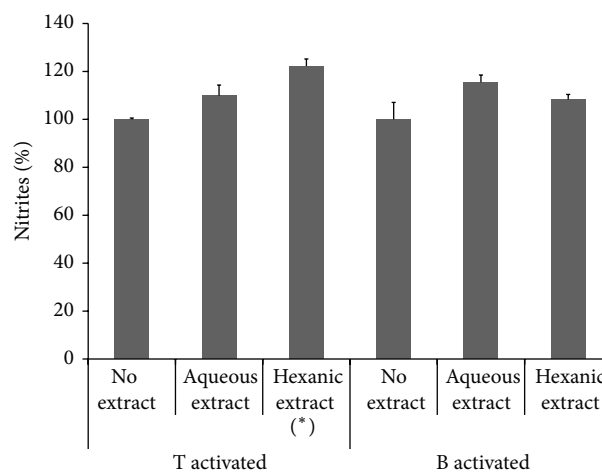 140
120
100
80
60
40
20
0
Nitrites (%)
No extract
Aqueous extract
Hexanic extract (*)
No extract
Aqueous extract
Hexanic extract
T activated
B activated